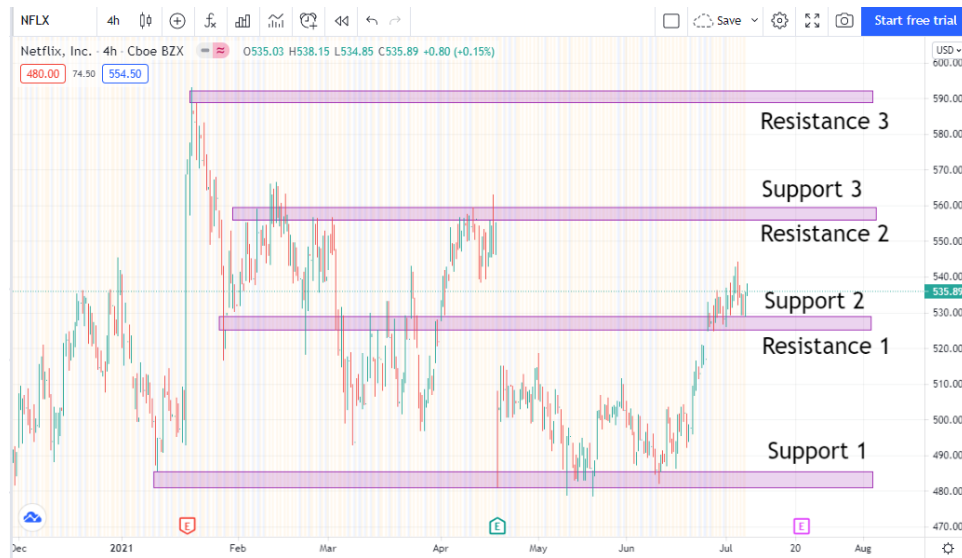 NFLX 4h Save Start free trial
Netflix, Inc. · 4h · Cboe BZX O535.03 H538.15 L534.85 C535.89 +0.80 (+0.15%) USD
480.00 74.50 554.50
600.00
590.00
Resistance 3
580.00
570.00
Support 3
560.00
Resistance 2
550.00
540.00
535.89
Support 2
530.00
Resistance 1
520.00
510.00
500.00
Support 1
490.00
480.00
470.00
E E E
Dec 2021 Feb Mar Apr May Jun Jul 20 Aug